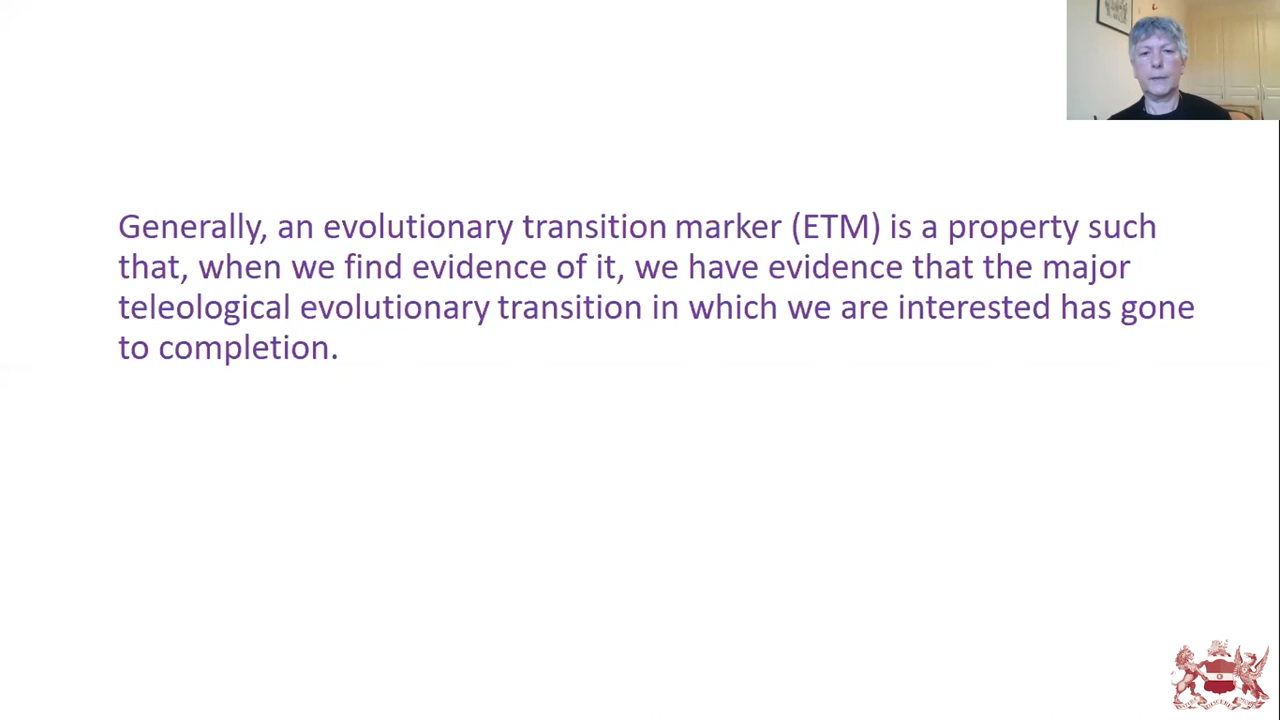 Generally, an evolutionary transition marker (ETM) is a property such
that, when we find evidence of it, we have evidence that the major
teleological evolutionary transition in which we are interested has gone
to completion.